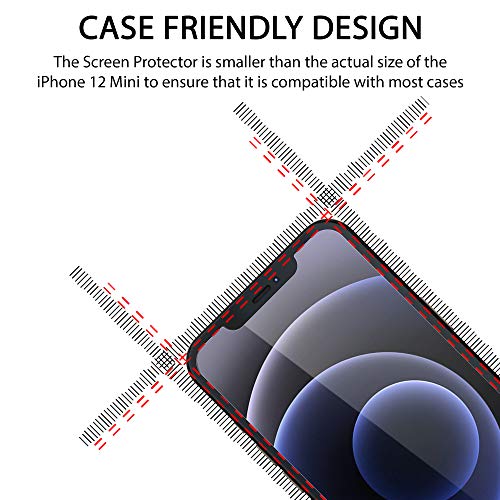 CASE FRIENDLY DESIGN
The Screen Protector is smaller than the actual size of the
iPhone 12 Mini to ensure that it is compatible with most cases